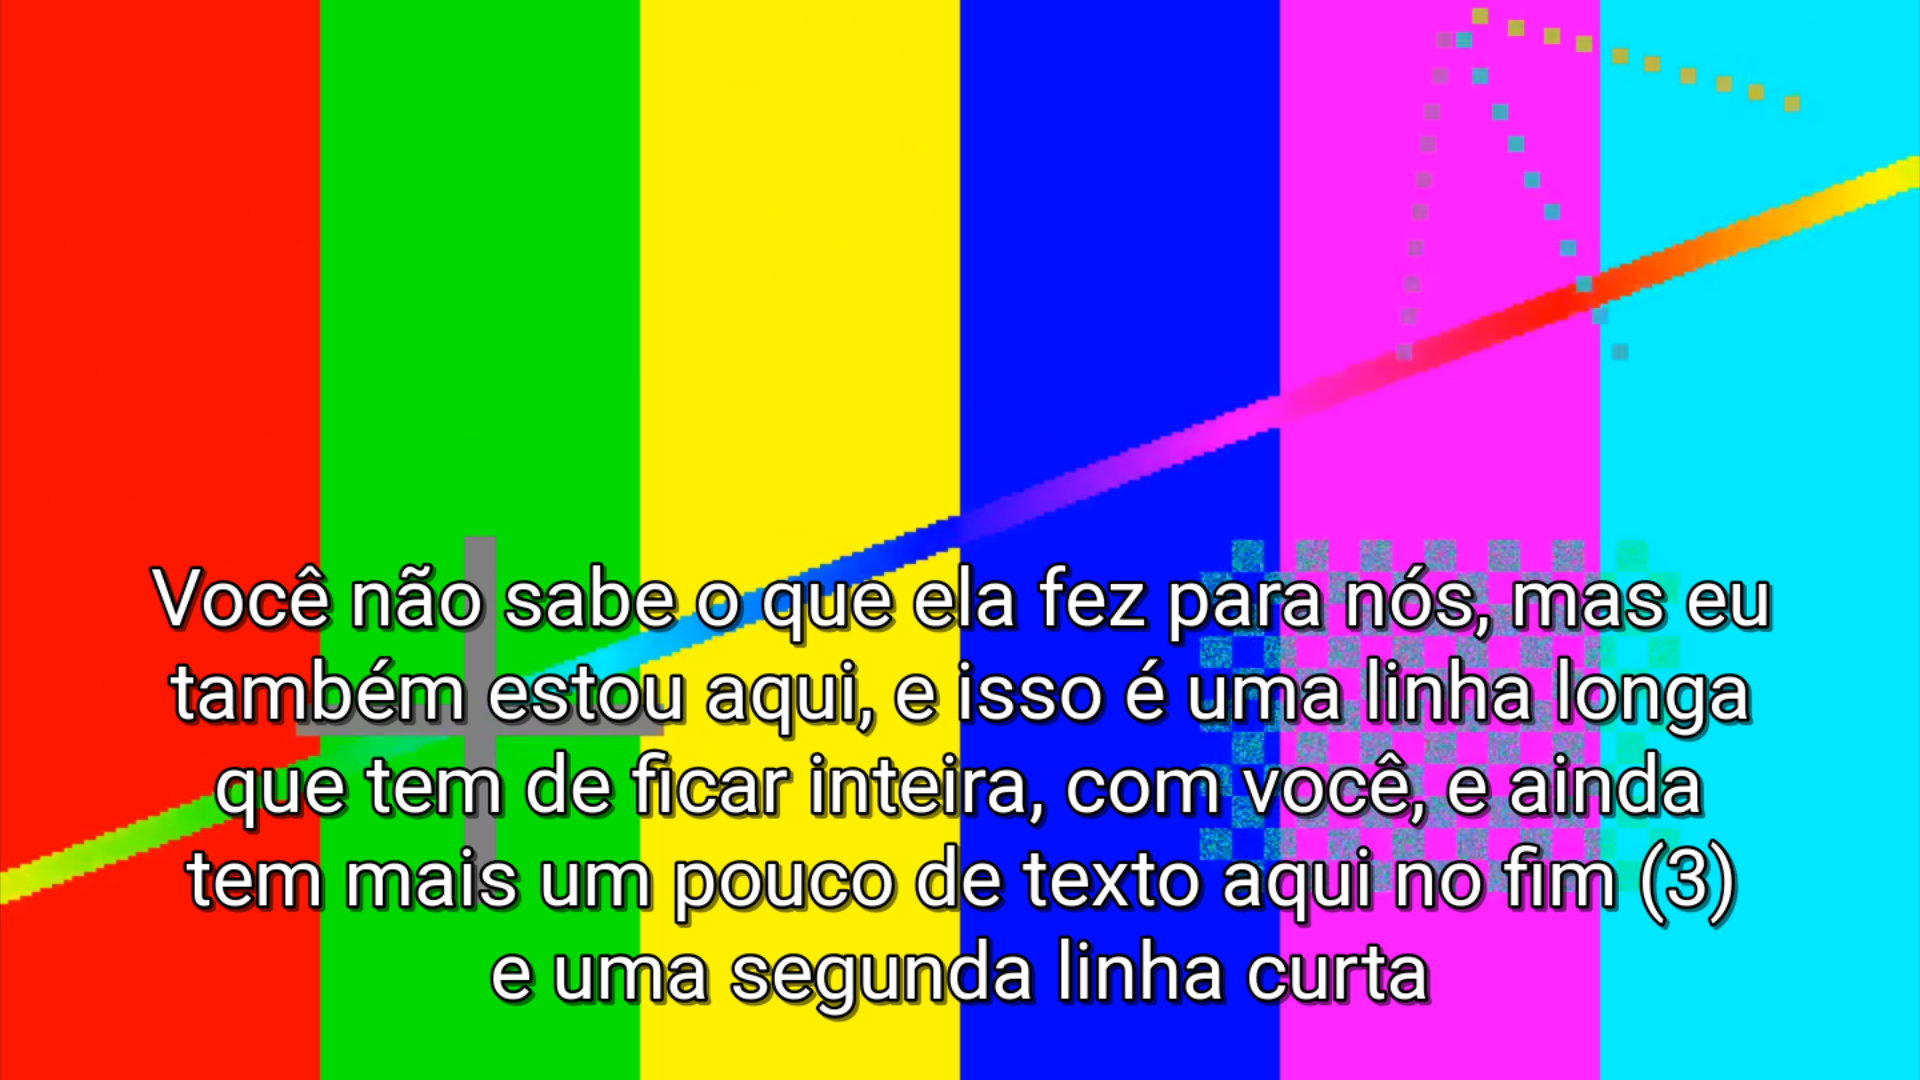 Você não sabe o que ela fez para nós, mas eu
também estou aqui, e isso é uma linha longa
que tem de ficar inteira, com você, e ainda
tem mais um pouco de texto aqui no fim (3)
e uma segunda linha curta